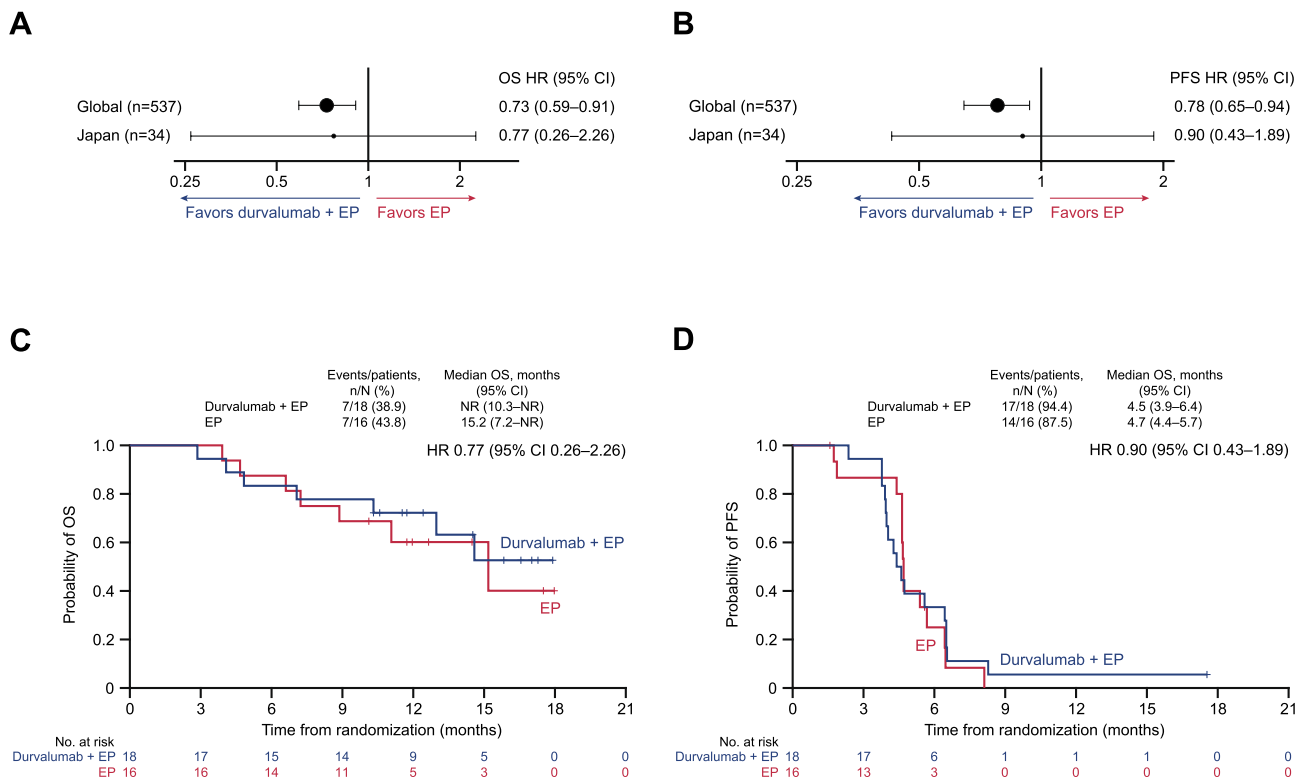 A
OS HR (95% CI)
Global (n=537)
0.73 (0.59–0.91)
Japan (n=34)
0.77 (0.26–2.26)
0.25 0.5 1 2
Favors durvalumab + EP Favors EP
B
PFS HR (95% CI)
Global (n=537)
0.78 (0.65–0.94)
Japan (n=34)
0.90 (0.43–1.89)
0.25 0.5 1 2
Favors durvalumab + EP Favors EP
C
Events/patients, Median OS, months
n/N (%) (95% CI)
Durvalumab + EP 7/18 (38.9) NR (10.3–NR)
EP 7/16 (43.8) 15.2 (7.2–NR)
HR 0.77 (95% CI 0.26–2.26)
Probability of OS
1.0
0.8
0.6
0.4
0.2
0
Durvalumab + EP
EP
0 3 6 9 12 15 18 21
Time from randomization (months)
No. at risk
Durvalumab + EP 18 17 15 14 9 5 0 0
EP 16 16 14 11 5 3 0 0
D
Events/patients, Median OS, months
n/N (%) (95% CI)
Durvalumab + EP 17/18 (94.4) 4.5 (3.9–6.4)
EP 14/16 (87.5) 4.7 (4.4–5.7)
HR 0.90 (95% CI 0.43–1.89)
Probability of PFS
1.0
0.8
0.6
0.4
0.2
0
EP
Durvalumab + EP
0 3 6 9 12 15 18 21
Time from randomization (months)
No. at risk
Durvalumab + EP 18 17 6 1 1 1 0 0
EP 16 13 3 0 0 0 0 0